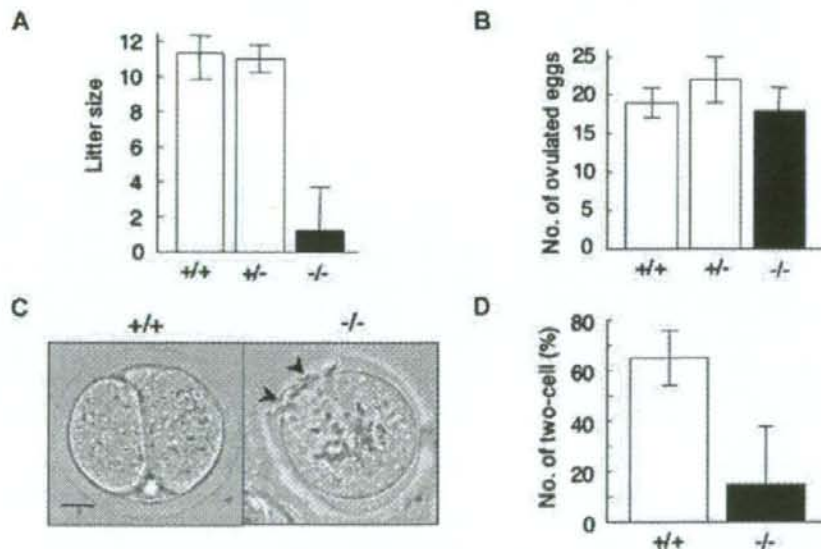 A
Litter size
12
10
8
6
4
2
0
+/+ +/- -/-
B
No. of ovulated eggs
25
20
15
10
5
0
+/+ +/- -/-
C
+/+ -/-
D
No. of two-cell (%)
80
60
40
20
0
+/+ -/-